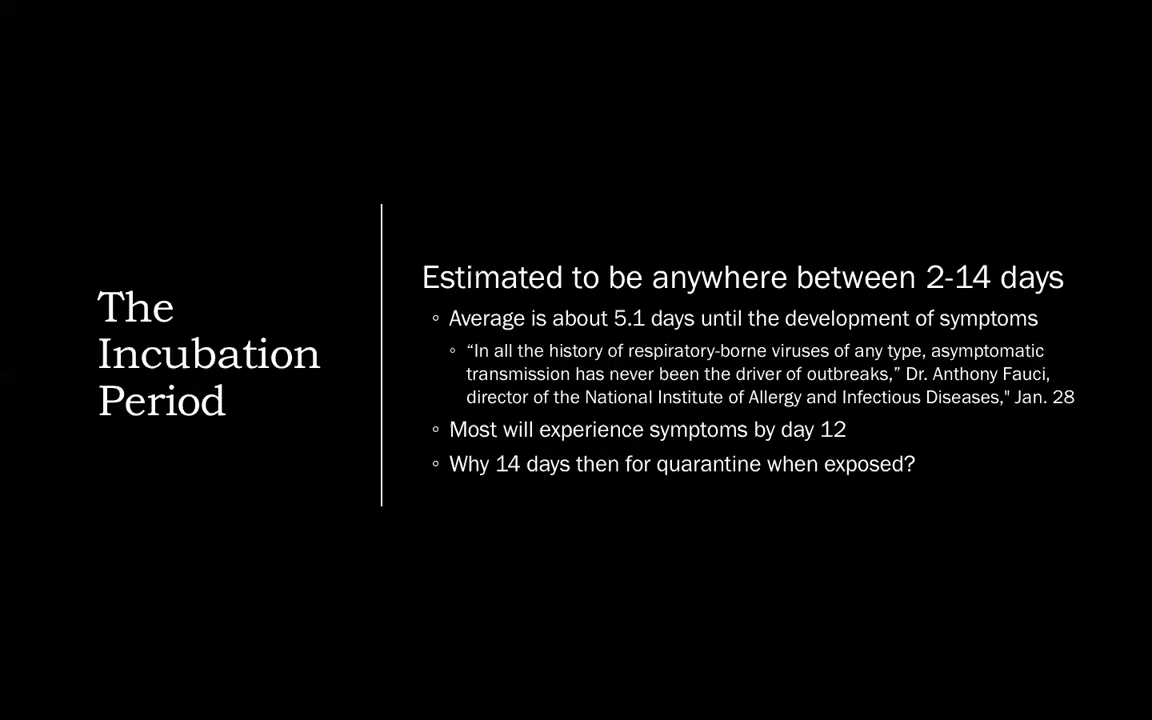 The
Incubation
Period
Estimated to be anywhere between 2-14 days
◦ Average is about 5.1 days until the development of symptoms
◦ “In all the history of respiratory-borne viruses of any type, asymptomatic
transmission has never been the driver of outbreaks,” Dr. Anthony Fauci,
director of the National Institute of Allergy and Infectious Diseases," Jan. 28
◦ Most will experience symptoms by day 12
◦ Why 14 days then for quarantine when exposed?